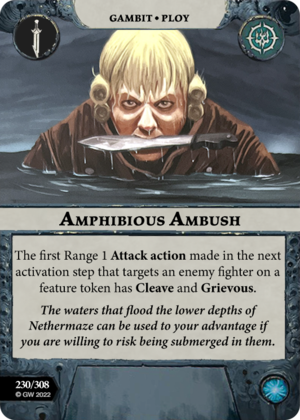 GAMBIT • PLOY
AMPHIBIOUS AMBUSH
The first Range 1 Attack action made in the next
activation step that targets an enemy fighter on a
feature token has Cleave and Grievous.
The waters that flood the lower depths of
Nethermaze can be used to your advantage if
you are willing to risk being submerged in them.
230/308
© GW 2022